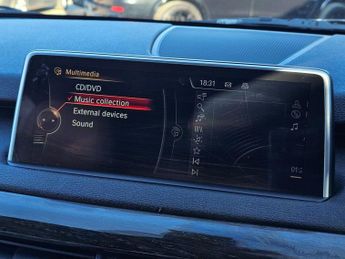 Multimedia
18:31
CD/DVD
Music collection
External devices
Sound